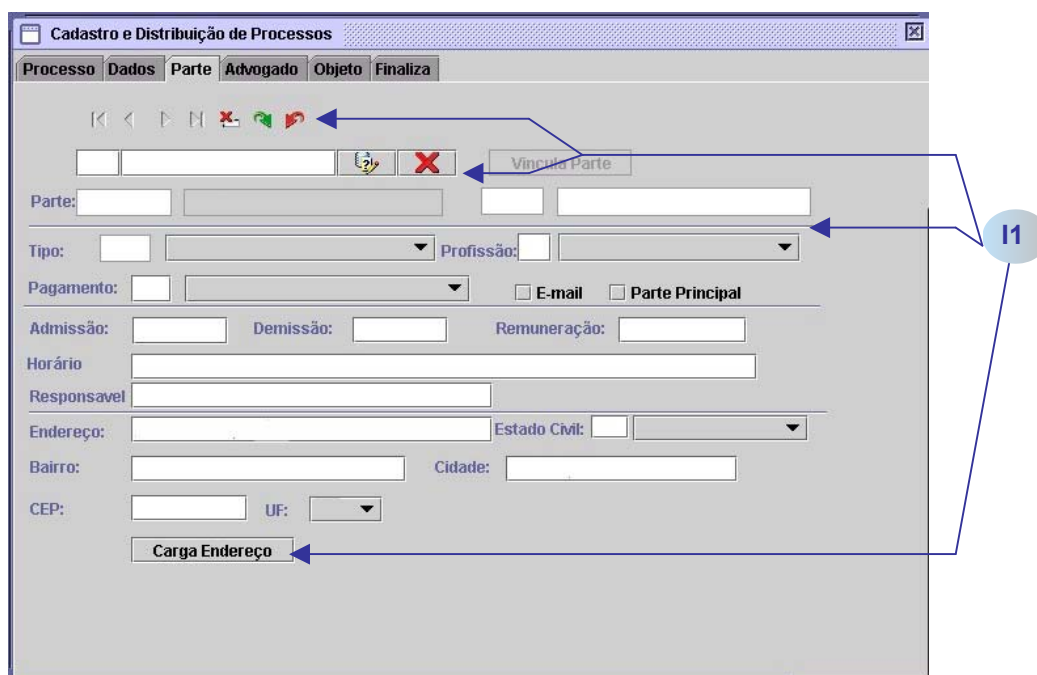 Cadastro e Distribuição de Processos
Processo Dados Parte Advogado Objeto Finaliza
Vincula Parte
Parte:
I1
Tipo: Profissão:
Pagamento: E-mail Parte Principal
Admissão: Demissão: Remuneração:
Horário
Responsavel
Endereço: Estado Civil:
Bairro: Cidade:
CEP: UF:
Carga Endereço